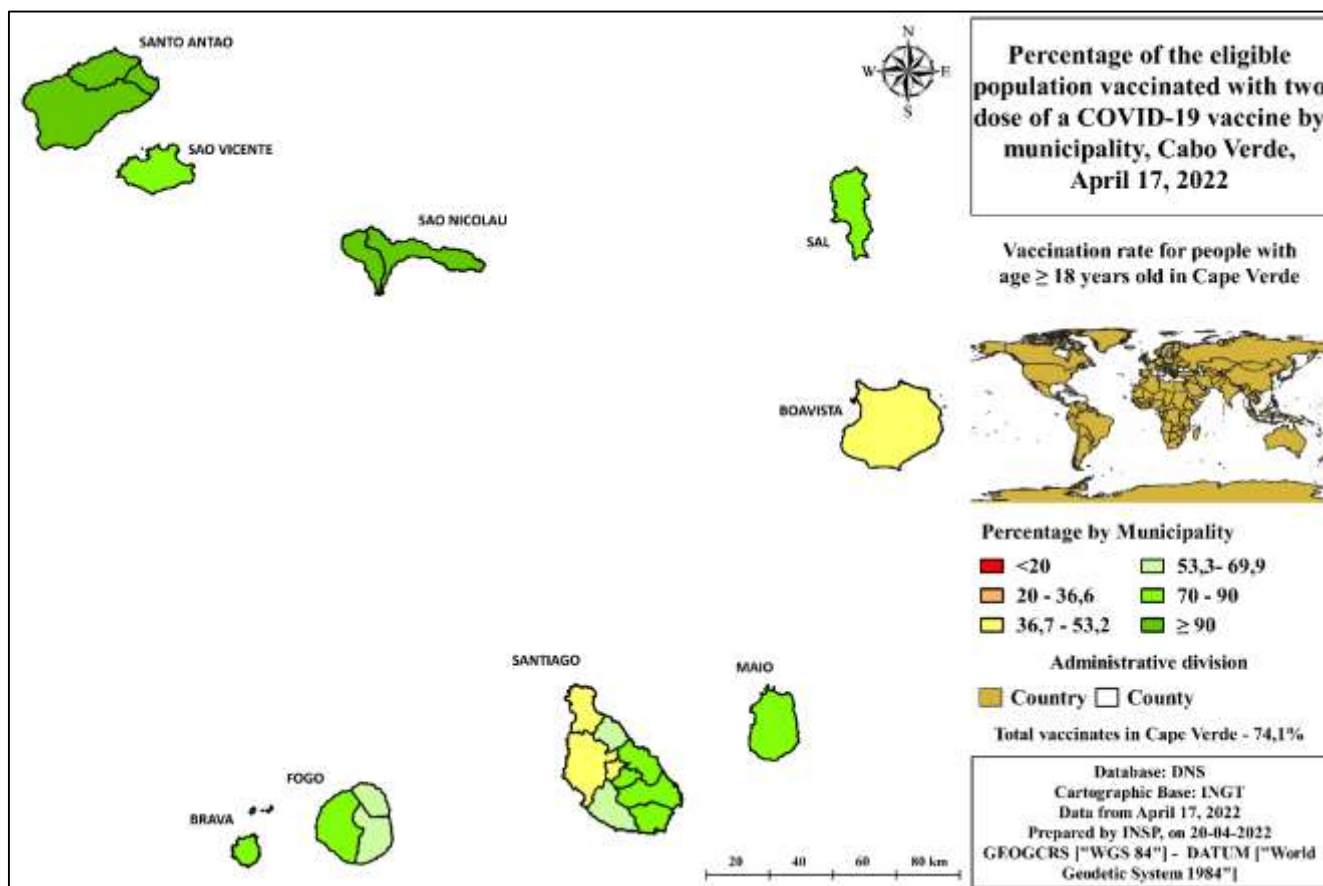 SANTO ANTAO
SAO VICENTE
SAO NICOLAU
SAL
BOAVISTA
SANTIAGO
MAIO
FOGO
BRAVA
N
W
E
S
20
40
60
80 km
Percentage of the eligible
population vaccinated with two
dose of a COVID-19 vaccine by
municipality, Cabo Verde,
April 17, 2022
Vaccination rate for people with
age ≥ 18 years old in Cape Verde
Percentage by Municipality
<20
20 - 36,6
36,7 - 53,2
53,3- 69,9
70 - 90
≥ 90
Administrative division
Country
County
Total vaccinates in Cape Verde - 74,1%
Database: DNS
Cartographic Base: INGT
Data from April 17, 2022
Prepared by INSP, on 20-04-2022
GEOGCRS ["WGS 84"] - DATUM ["World
Geodetic System 1984"]